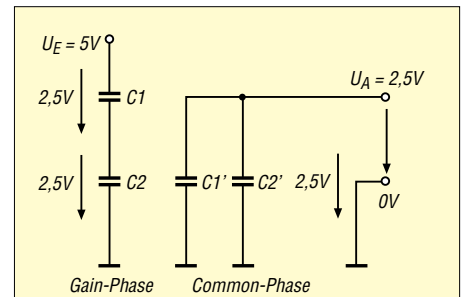 U_E = 5V
U_A = 2,5V
2,5V
C1
2,5V
C2
C1'
C2'
2,5V
0V
Gain-Phase
Common-Phase